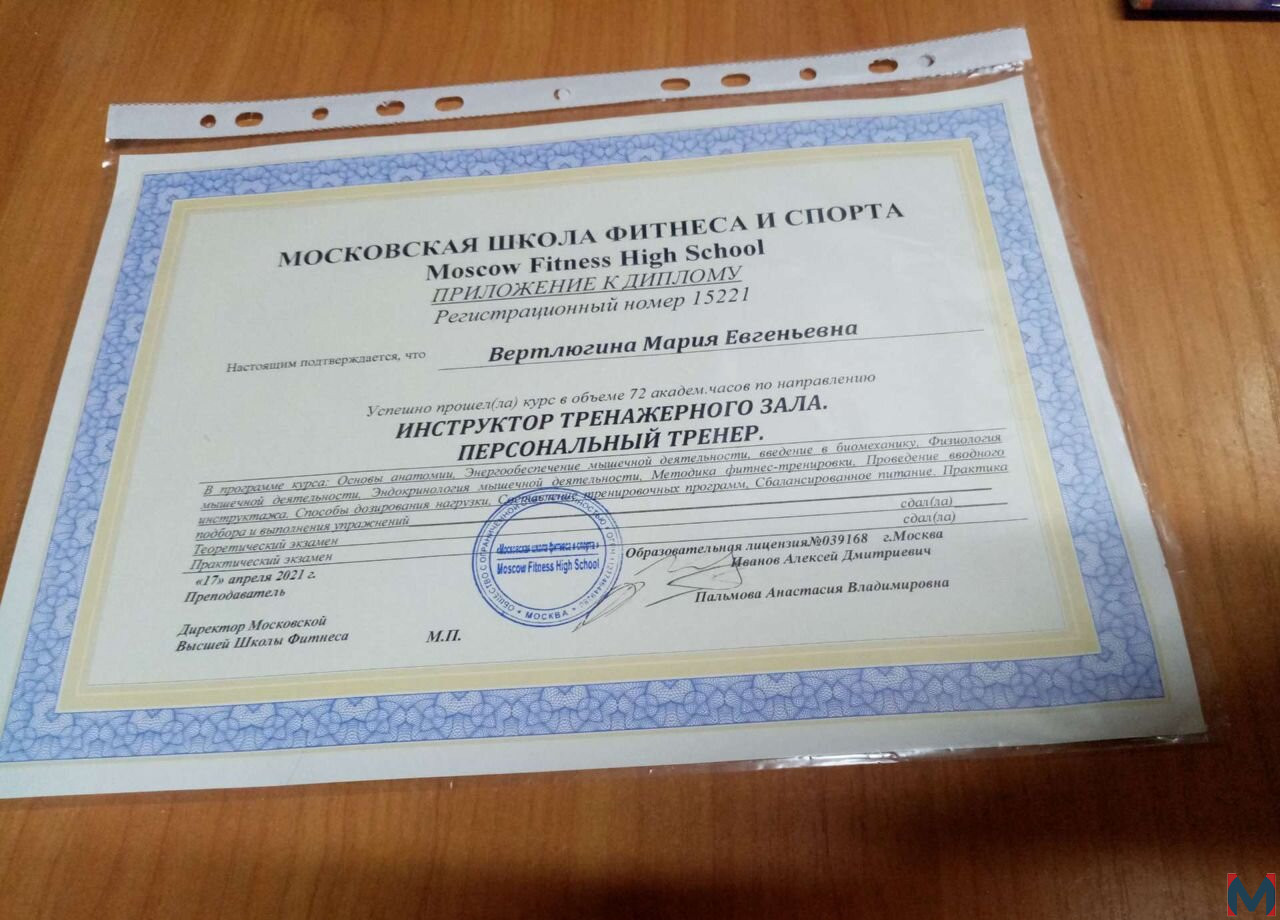 МОСКОВСКАЯ ШКОЛА ФИТНЕСА И СПОРТА
Moscow Fitness High School
ПРИЛОЖЕНИЕ К ДИПЛОМУ
Регистрационный номер 15221
Настоящим подтверждается, что Вертлюгина Мария Евгеньевна
Успешно прошел(ла) курс в объеме 72 академ.часов по направлению
ИНСТРУКТОР ТРЕНАЖЕРНОГО ЗАЛА.
ПЕРСОНАЛЬНЫЙ ТРЕНЕР.
В программе курса: Основы анатомии, Энергообеспечение мышечной деятельности, введение в биомеханику, Физиология
мышечной деятельности, Эндокринология мышечной деятельности, Методика фитнес-тренировки, Проведение вводного
инструктажа. Способы дозирования нагрузки, Составление тренировочных программ, Сбалансированное питание. Практика
подбора и выполнения упражнений
Теоретический экзамен сдал(ла)
Практический экзамен сдал(ла)
«17» апреля 2021 г. Образовательная лицензия№039168 г.Москва
Преподаватель Иванов Алексей Дмитриевич
Пальмова Анастасия Владимировна
Директор Московской
Высшей Школы Фитнеса М.П.
«Московская школа фитнеса и спорта»
Moscow Fitness High School
ОБЩЕСТВО С ОГРАНИЧЕННОЙ ОТВЕТСТВЕННОСТЬЮ
МОСКВА
M